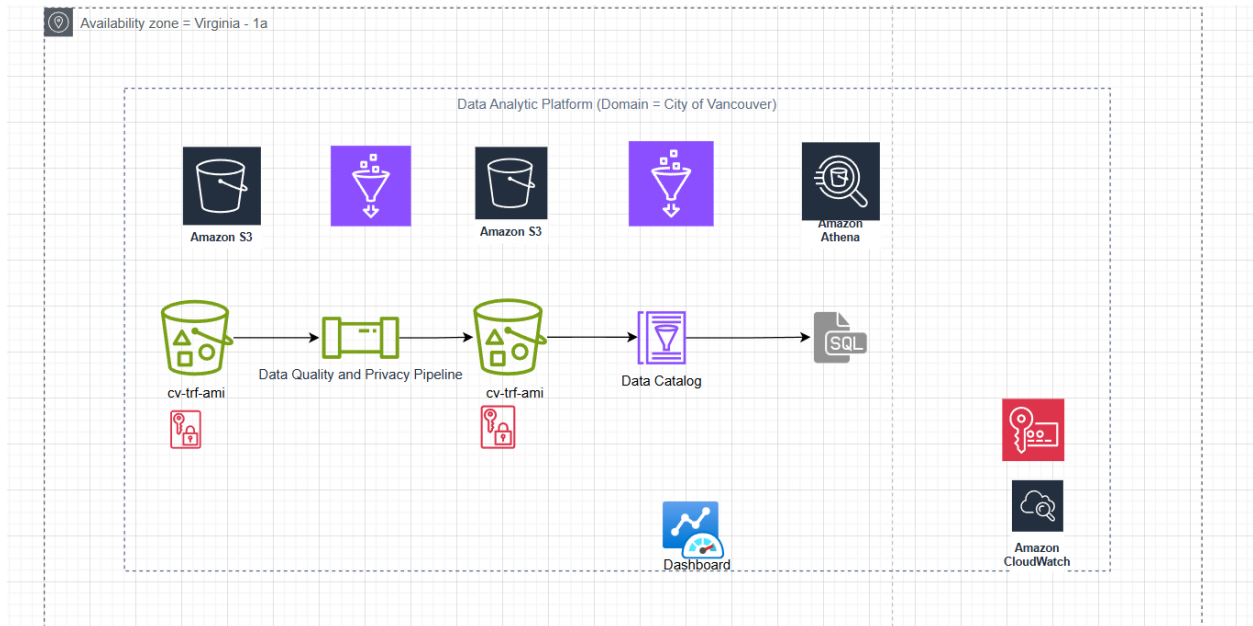 Availability zone = Virginia - 1a
Data Analytic Platform (Domain = City of Vancouver)
Amazon S3
Amazon S3
Amazon
Athena
SQL
cv-trf-ami
Data Quality and Privacy Pipeline
cv-trf-ami
Data Catalog
Dashboard
Amazon
CloudWatch